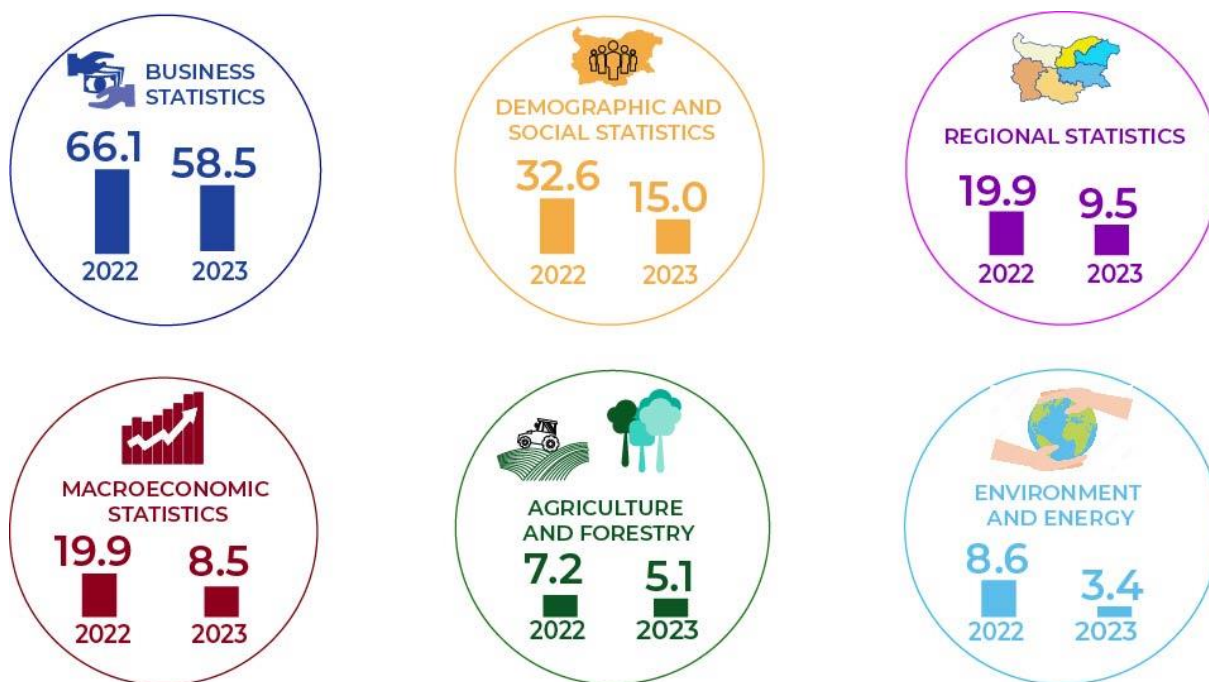 BUSINESS
STATISTICS
66.1
58.5
2022
2023
DEMOGRAPHIC AND
SOCIAL STATISTICS
32.6
15.0
2022
2023
REGIONAL STATISTICS
19.9
9.5
2022
2023
MACROECONOMIC
STATISTICS
19.9
8.5
2022
2023
AGRICULTURE
AND FORESTRY
7.2
5.1
2022
2023
ENVIRONMENT
AND ENERGY
8.6
3.4
2022
2023